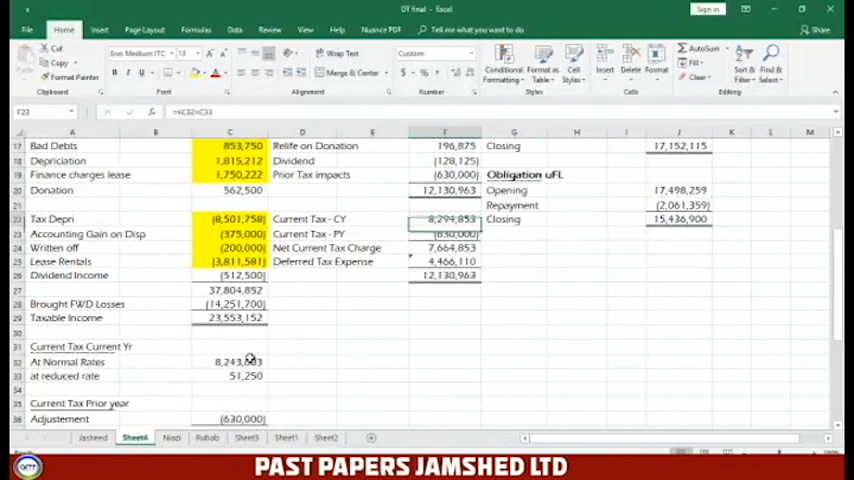 DT final - Excel
Sign in
File Home Insert Page Layout Formulas Data Review View Help Nuance PDF Tell me what you want to do Share
Cut
Copy
Format Painter
Paste
Clipboard
Eras Medium ITC 13
B I U
Font
Wrap Text
Merge & Center
Alignment
Custom
$ % ,
Number
Conditional Formatting Format as Table Cell Styles
Styles
Insert Delete Format
Cells
AutoSum
Fill
Clear
Sort & Filter Find & Select
Editing
F23 =+C32+C33
A B C D E F G H I J K L M
17 Bad Debts 853,750 Relife on Donation 196,875 Closing 17,152,115
18 Depriciation 1,815,212 Dividend (128,125)
19 Finance charges lease 1,750,222 Prior Tax impacts (630,000) Obligation uFL
20 Donation 562,500 12,130,963 Opening 17,498,259
21 Repayment (2,061,359)
22 Tax Depri (8,501,758) Current Tax - CY 8,294,853 Closing 15,436,900
23 Accounting Gain on Disp (375,000) Current Tax - PY (630,000)
24 Written off (200,000) Net Current Tax Charge 7,664,853
25 Lease Rentals (3,811,581) Deferred Tax Expense 4,466,110
26 Dividend Income (512,500) 12,130,963
27 37,804,852
28 Brought FWD Losses (14,251,700)
29 Taxable Income 23,553,152
30
31 Current Tax Current Yr
32 At Normal Rates 8,243,603
33 at reduced rate 51,250
34
35 Current Tax Prior year
36 Adjustement (630,000)
Jasheed Sheet4 Niozi Rubab Sheet3 Sheet1 Sheet2
PAST PAPERS JAMSHED LTD